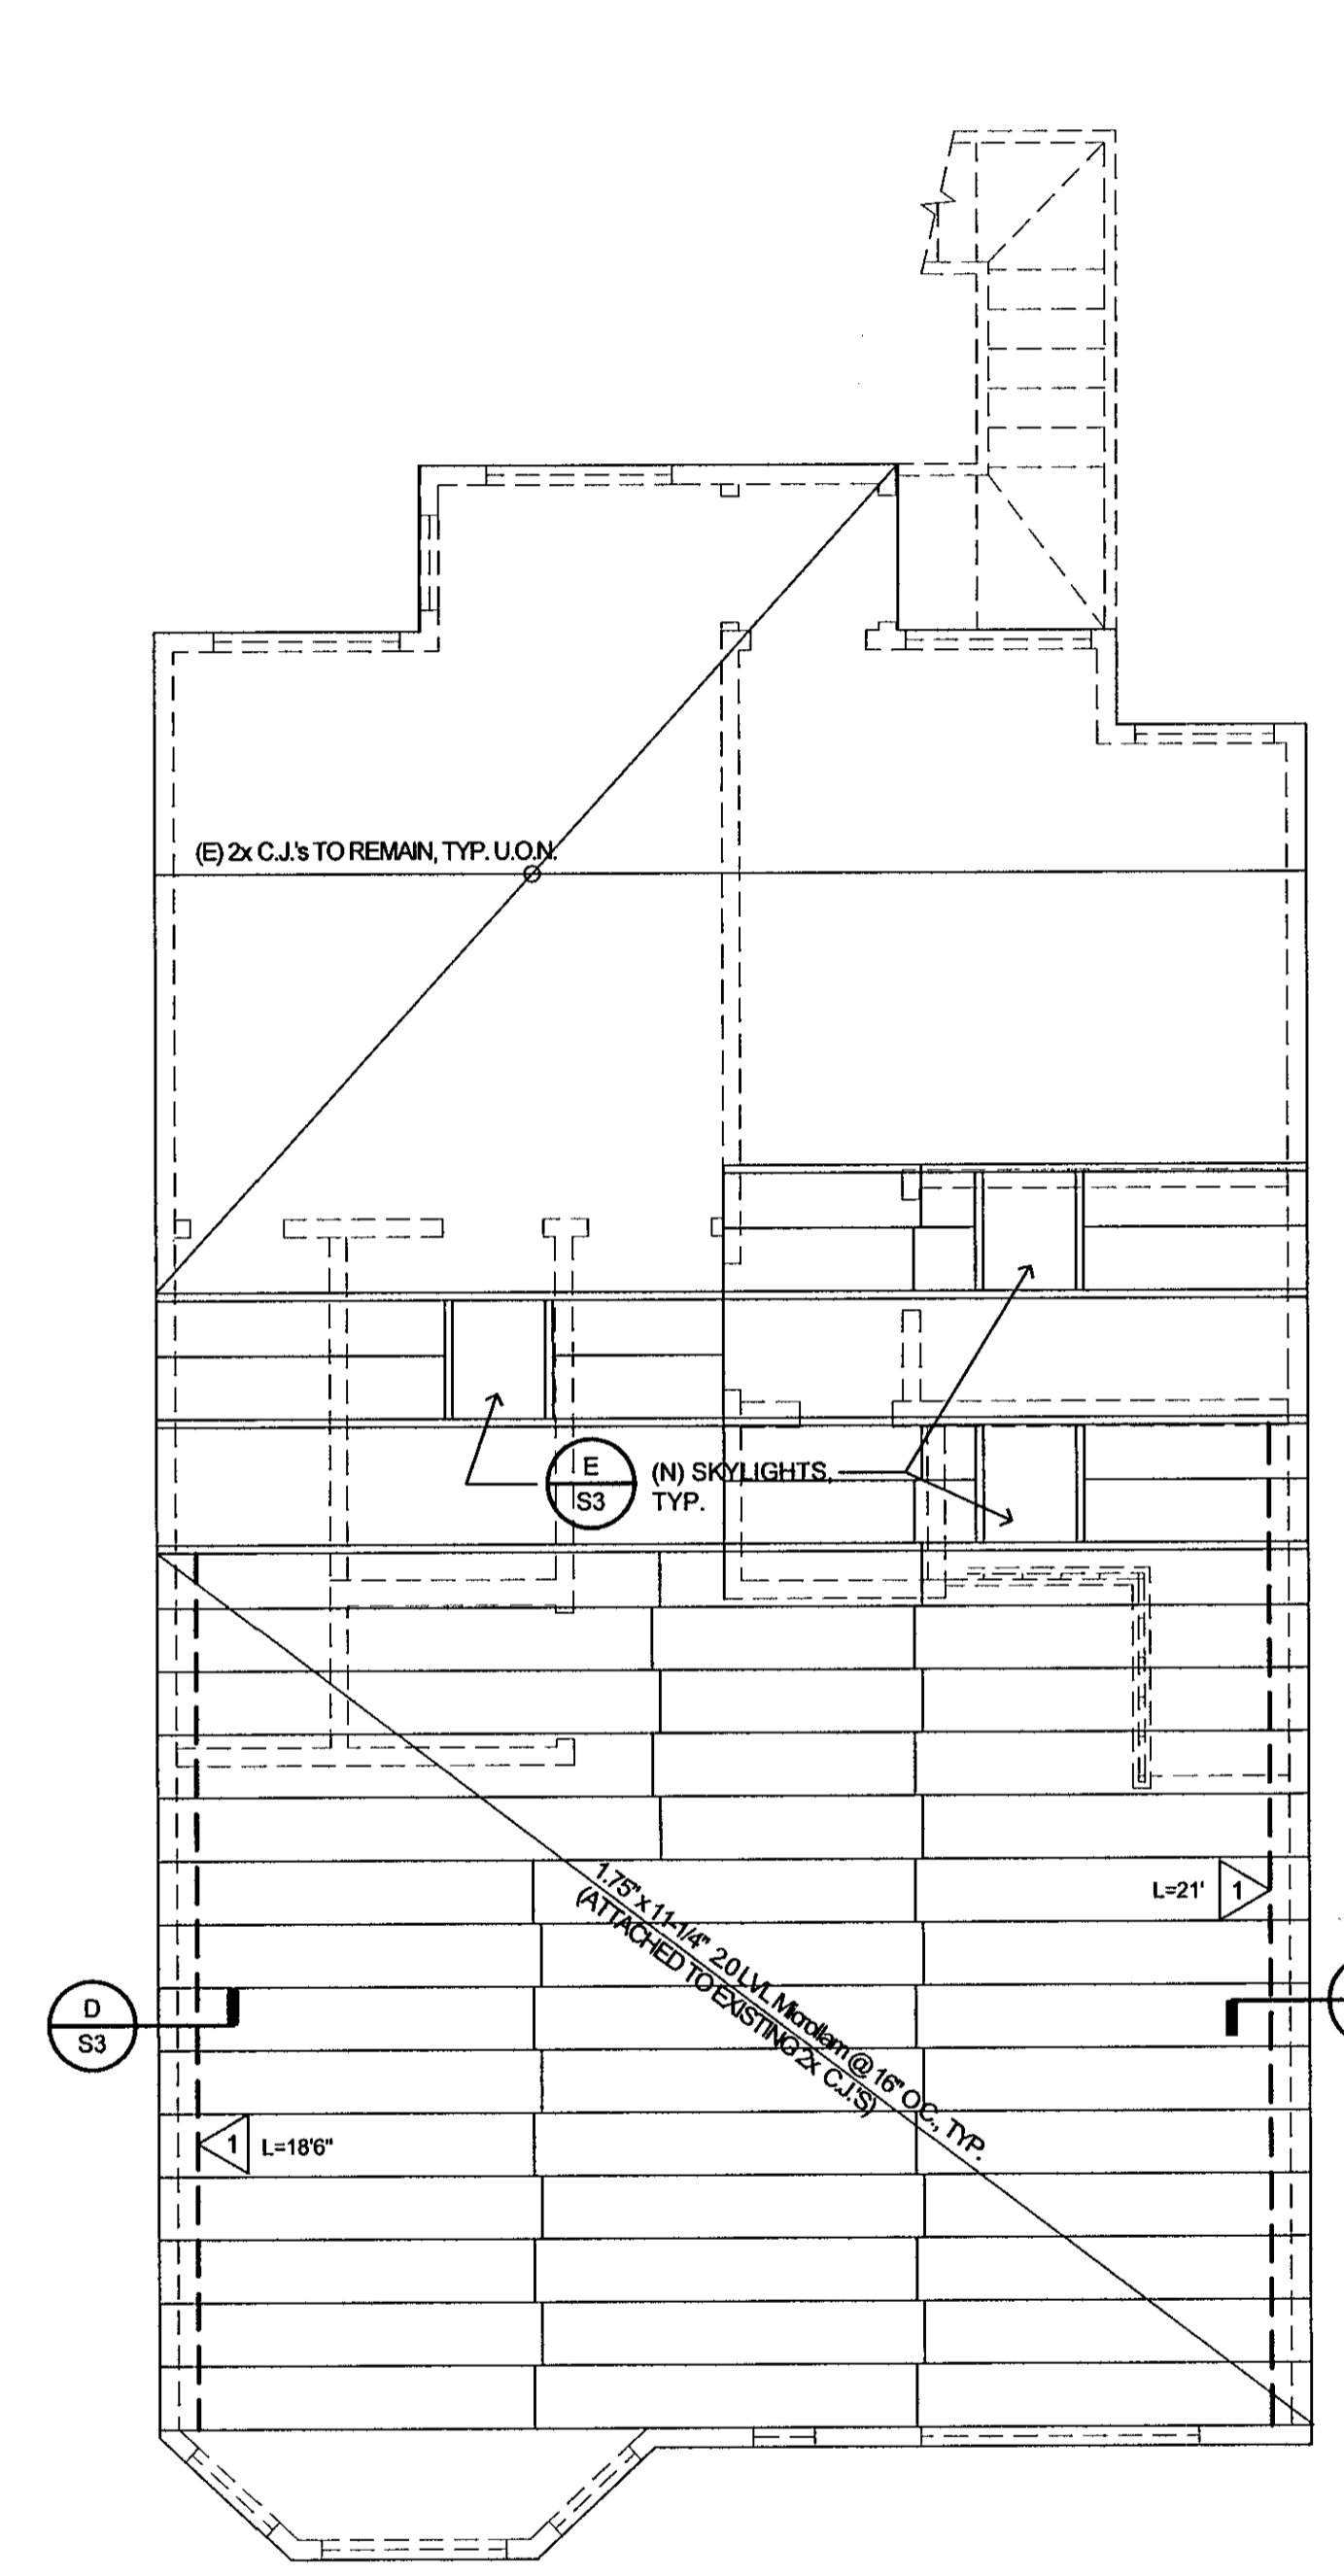 (E) 2x C.J.'s TO REMAIN, TYP. U.O.N.
E
S3
(N) SKYLIGHTS,
TYP.
1.75" x 11-1/4" 2.0 LVL Microllam @ 16" O.C., TYP.
(ATTACHED TO EXISTING 2x C.J.'S)
L=21'
1
D
S3
1
L=18'6"